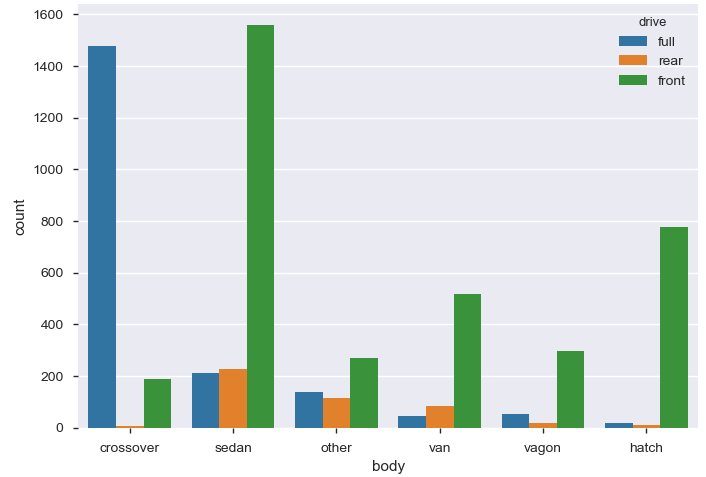 1600
1400
1200
1000
800
600
400
200
0
count
drive
full
rear
front
crossover sedan other van vagon hatch
body